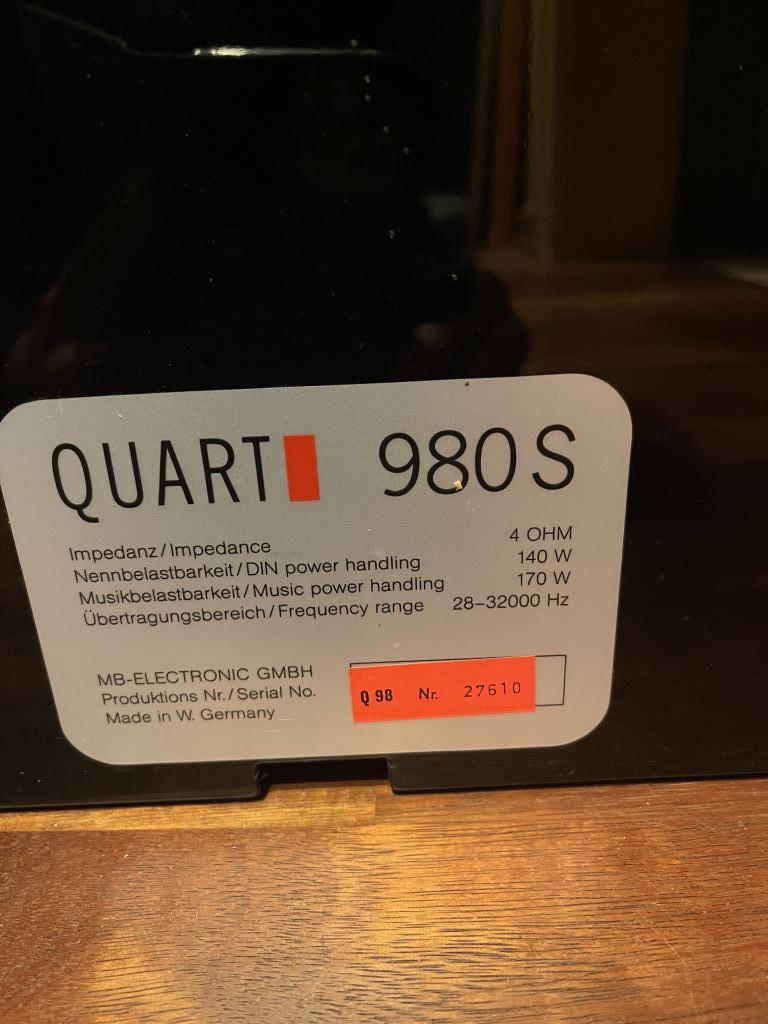 QUART 980 S
Impedanz/Impedance 4 OHM
Nennbelastbarkeit/DIN power handling 140 W
Musikbelastbarkeit/Music power handling 170 W
Übertragungsbereich/Frequency range 28–32000 Hz
MB-ELECTRONIC GMBH
Produktions Nr./Serial No. Q 98 Nr. 27610
Made in W. Germany